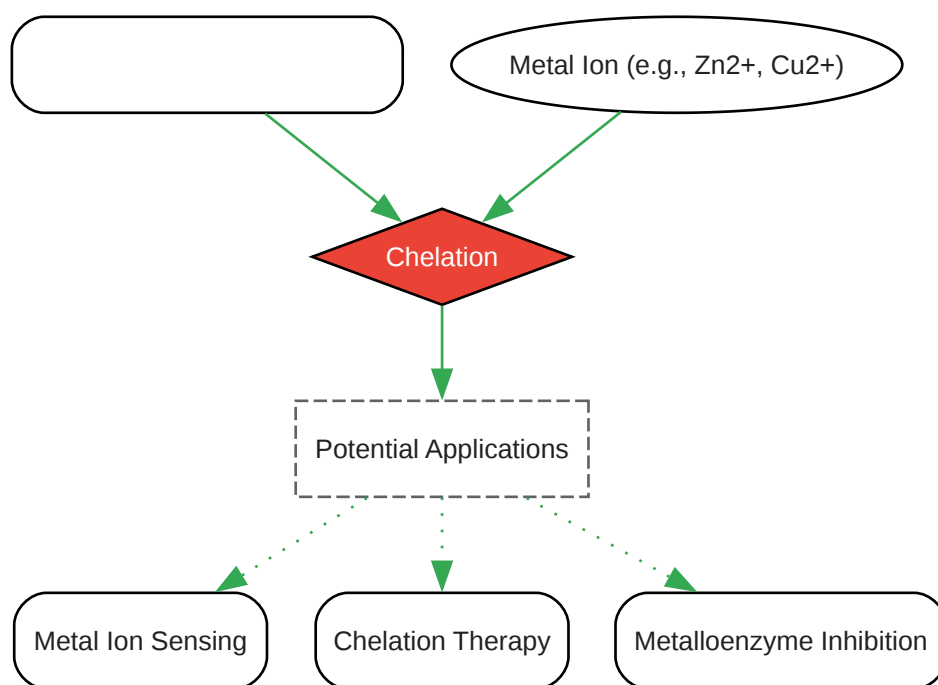 Metal Ion (e.g., Zn2+, Cu2+)
Chelation
Potential Applications
Metal Ion Sensing
Chelation Therapy
Metalloenzyme Inhibition